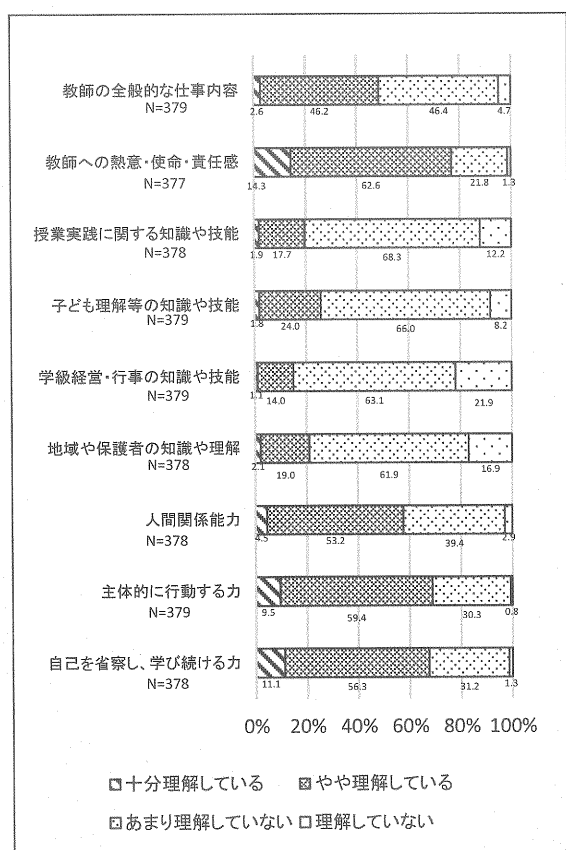 教師の全般的な仕事内容
N=379
2.6 46.2 46.4 4.7
教師への熱意・使命・責任感
N=377
14.3 62.6 21.8 1.3
授業実践に関する知識や技能
N=378
1.9 17.7 68.3 12.2
子ども理解等の知識や技能
N=379
1.8 24.0 66.0 8.2
学級経営・行事の知識や技能
N=379
1.1 14.0 63.1 21.9
地域や保護者の知識や理解
N=378
2.1 19.0 61.9 16.9
人間関係能力
N=378
4.5 53.2 39.4 2.9
主体的に行動する力
N=379
9.5 59.4 30.3 0.8
自己を省察し、学び続ける力
N=378
11.1 56.3 31.2 1.3
0% 20% 40% 60% 80% 100%
十分理解している やや理解している
あまり理解していない 理解していない